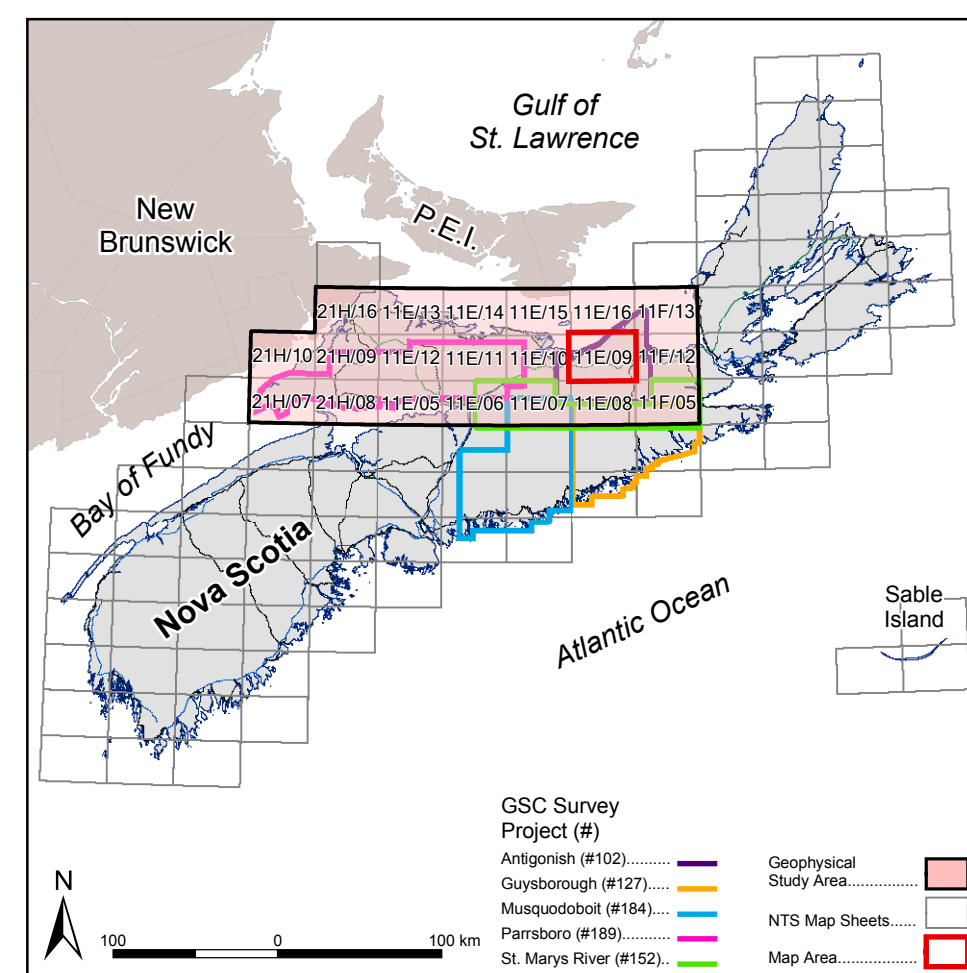 Gulf of
St. Lawrence
New
Brunswick
P.E.I.
21H/16 11E/13 11E/14 11E/15 11E/16 11F/13
21H/10 21H/09 11E/12 11E/11 11E/10 11E/09 11F/12
21H/07 21H/08 11E/05 11E/06 11E/07 11E/08 11F/05
Bay of Fundy
Nova Scotia
Atlantic Ocean
Sable
Island
GSC Survey
Project (#)
Antigonish (#102)..........
Guysborough (#127).....
Musquodoboit (#184)....
Parrsboro (#189)...........
St. Marys River (#152)..
Geophysical
Study Area................
NTS Map Sheets......
Map Area..................
N
100 0 100 km